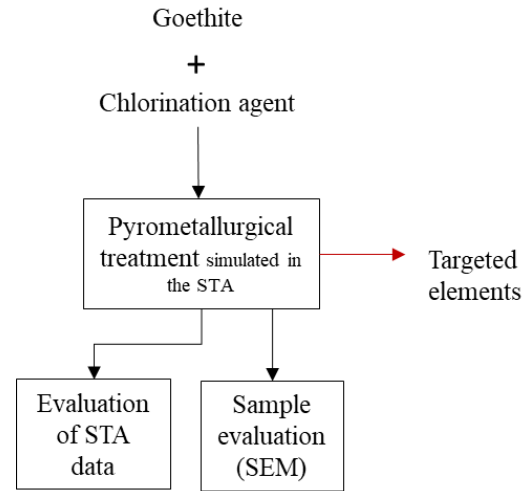 Goethite
+
Chlorination agent
Pyrometallurgical
treatment simulated in
the STA
Targeted
elements
Evaluation
of STA
data
Sample
evaluation
(SEM)